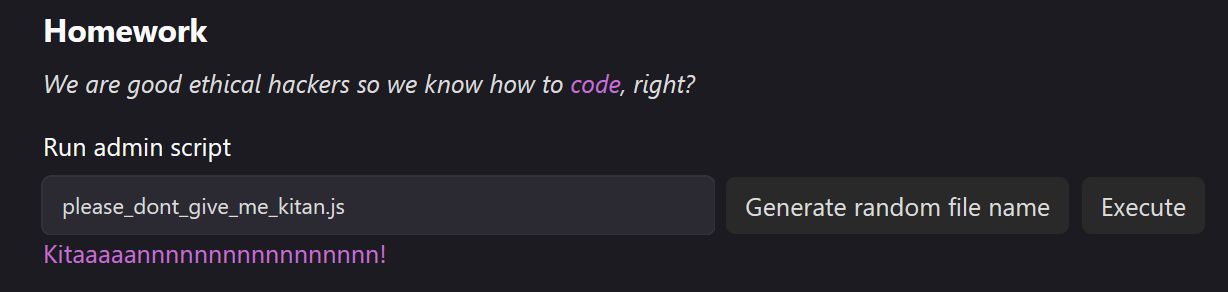 Homework
We are good ethical hackers so we know how to code, right?
Run admin script
please_dont_give_me_kitan.js Generate random file name Execute
Kitaaaaannnnnnnnnnnnnnnnn!